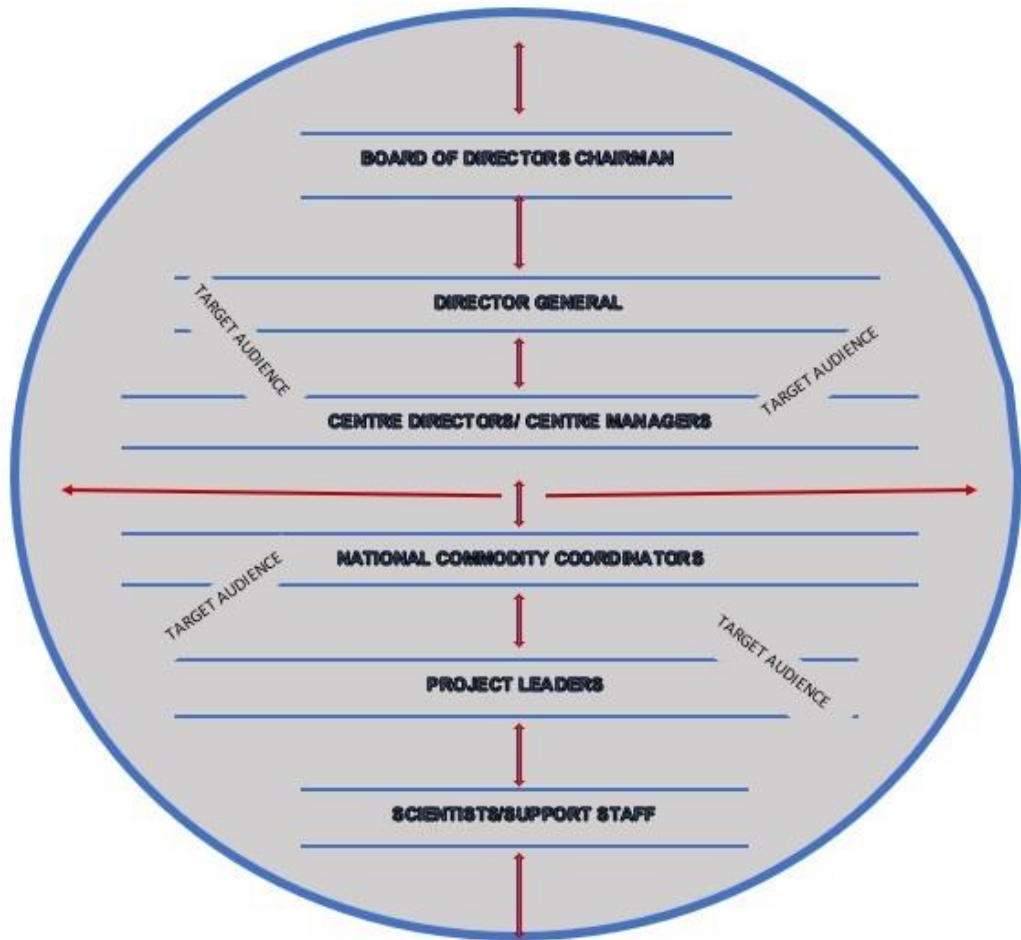 BOARD OF DIRECTORS CHAIRMAN
DIRECTOR GENERAL
TARGET AUDIENCE
TARGET AUDIENCE
CENTRE DIRECTORS/ CENTRE MANAGERS
NATIONAL COMMODITY COORDINATORS
TARGET AUDIENCE
TARGET AUDIENCE
PROJECT LEADERS
SCIENTISTS/SUPPORT STAFF